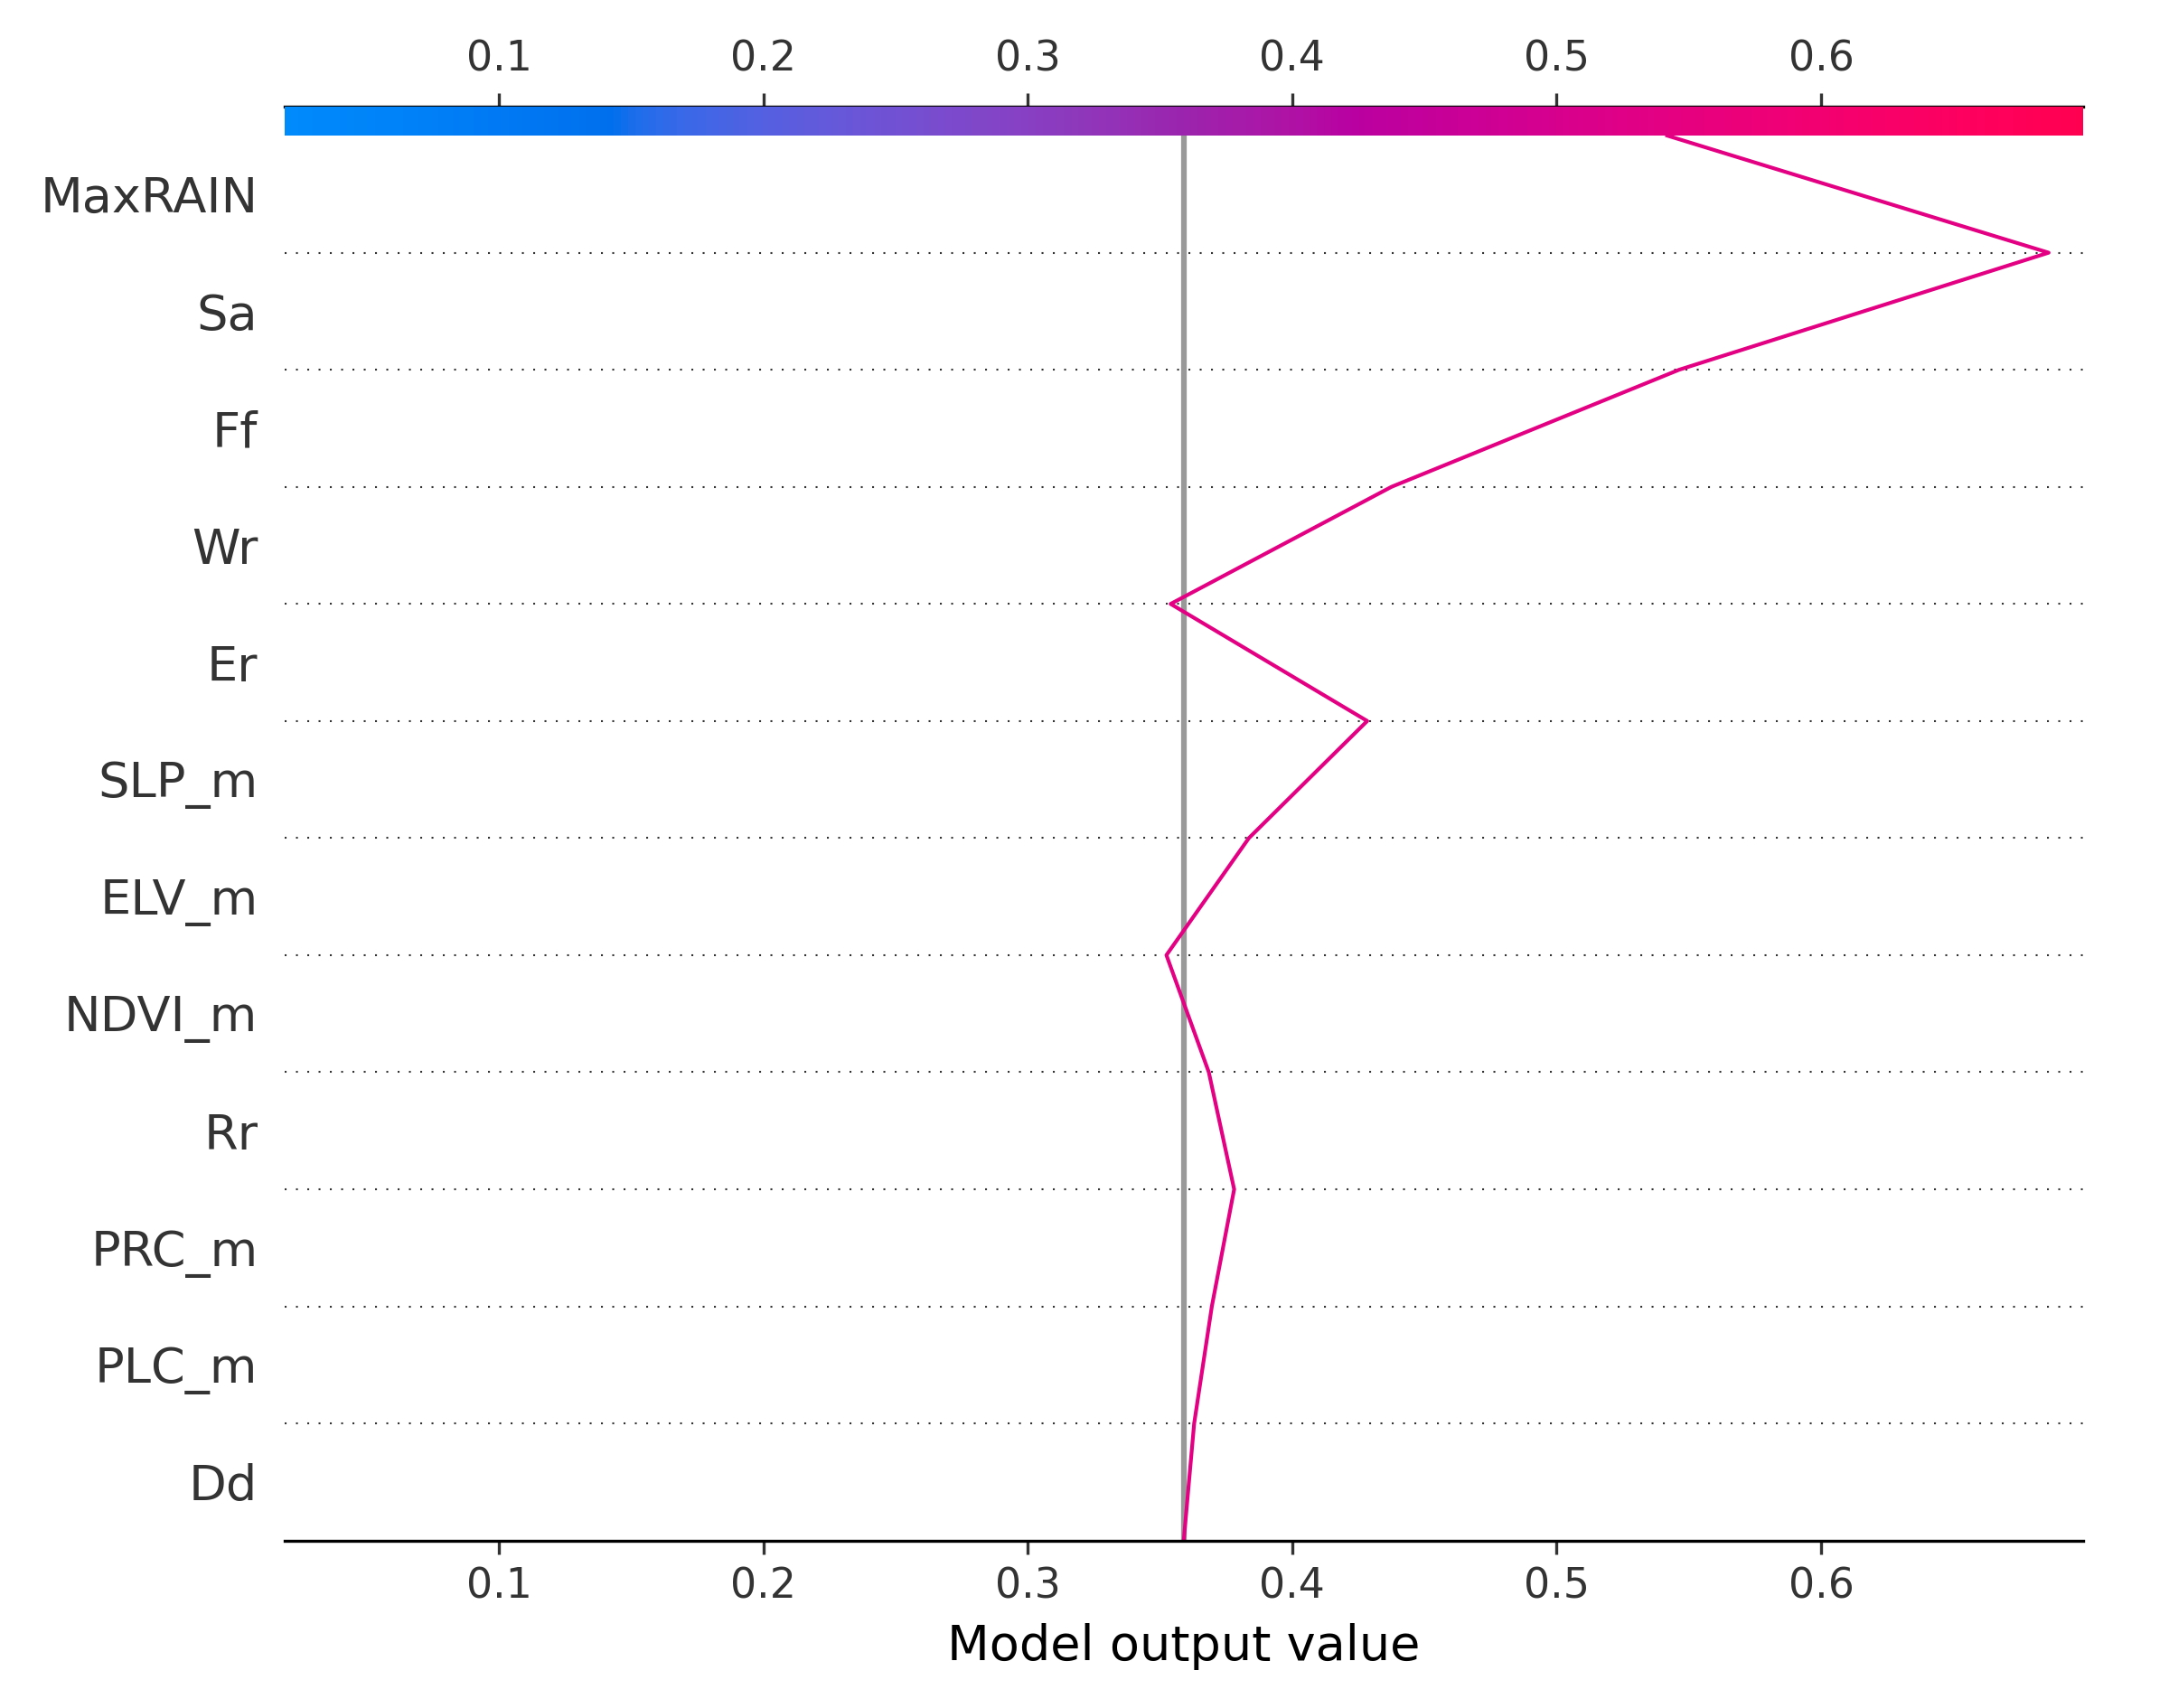 0.1 0.2 0.3 0.4 0.5 0.6
MaxRAIN
Sa
Ff
Wr
Er
SLP_m
ELV_m
NDVI_m
Rr
PRC_m
PLC_m
Dd
0.1 0.2 0.3 0.4 0.5 0.6
Model output value